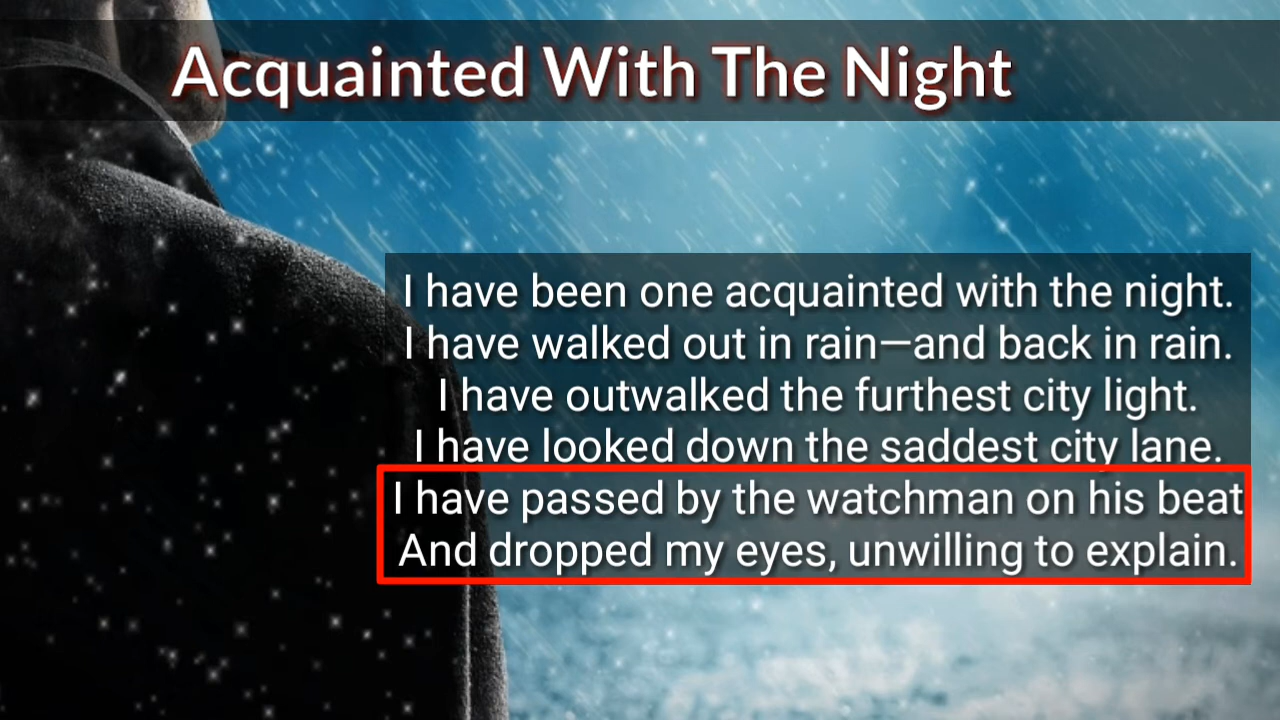 Acquainted With The Night
I have been one acquainted with the night.
I have walked out in rain—and back in rain.
I have outwalked the furthest city light.
I have looked down the saddest city lane.
I have passed by the watchman on his beat
And dropped my eyes, unwilling to explain.